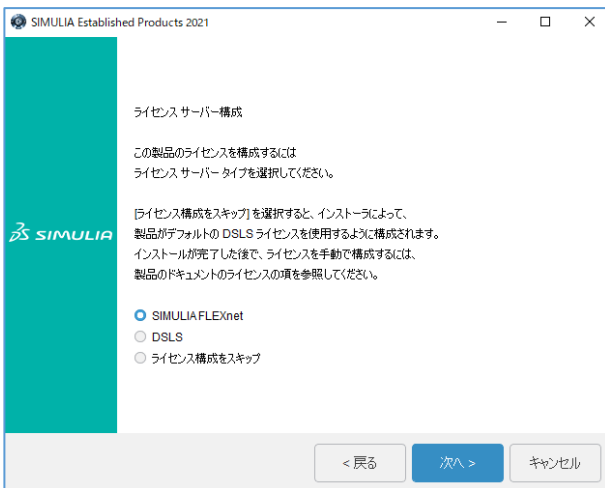 SIMULIA Established Products 2021
ライセンス サーバー構成
この製品のライセンスを構成するには
ライセンス サーバー タイプを選択してください。
[ライセンス構成をスキップ] を選択すると、インストーラによって、
製品がデフォルトの DSLS ライセンスを使用するように構成されます。
インストールが完了した後で、ライセンスを手動で構成するには、
製品のドキュメントのライセンスの項を参照してください。
3S SIMULIA
SIMULIA FLEXnet
DSLS
ライセンス構成をスキップ
< 戻る
次へ >
キャンセル